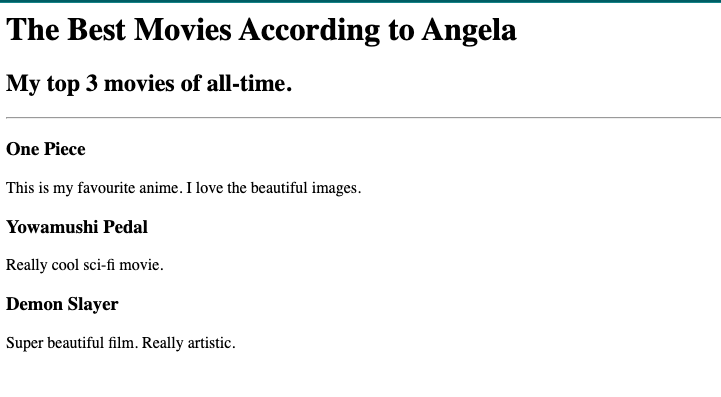 The Best Movies According to Angela
My top 3 movies of all-time.
One Piece
This is my favourite anime. I love the beautiful images.
Yowamushi Pedal
Really cool sci-fi movie.
Demon Slayer
Super beautiful film. Really artistic.